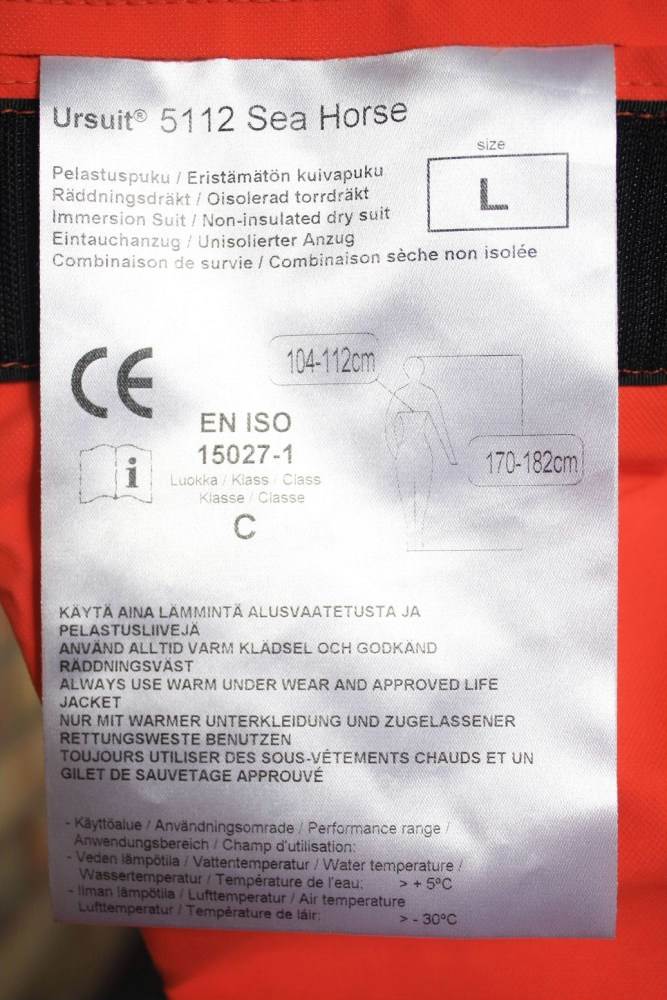 Ursuit® 5112 Sea Horse
size
L
Pelastuspuku / Eristämätön kuivapuku
Räddningsdräkt / Oisolerad torrdräkt
Immersion Suit / Non-insulated dry suit
Eintauchanzug / Unisolierter Anzug
Combinaison de survie / Combinaison sèche non isolée
CE
104-112cm
EN ISO
15027-1
i
170-182cm
Luokka / Klass / Class
Klasse / Classe
C
KÄYTÄ AINA LÄMMINTÄ ALUSVAATETUSTA JA
PELASTUSLIIVEJÄ
ANVÄND ALLTID VARM KLÄDSEL OCH GODKÄND
RÄDDNINGSVÄST
ALWAYS USE WARM UNDER WEAR AND APPROVED LIFE
JACKET
NUR MIT WARMER UNTERKLEIDUNG UND ZUGELASSENER
RETTUNGSWESTE BENUTZEN
TOUJOURS UTILISER DES SOUS-VÊTEMENTS CHAUDS ET UN
GILET DE SAUVETAGE APPROUVÉ
- Käyttöalue / Användningsomrade / Performance range /
Anwendungsbereich / Champ d'utilisation:
- Veden lämpötila / Vattentemperatur / Water temperature /
Wassertemperatur / Température de l'eau: > + 5ºC
- Ilman lämpötila / Lufttemperatur / Air temperature
Lufttemperatur / Température de láir: > - 30ºC